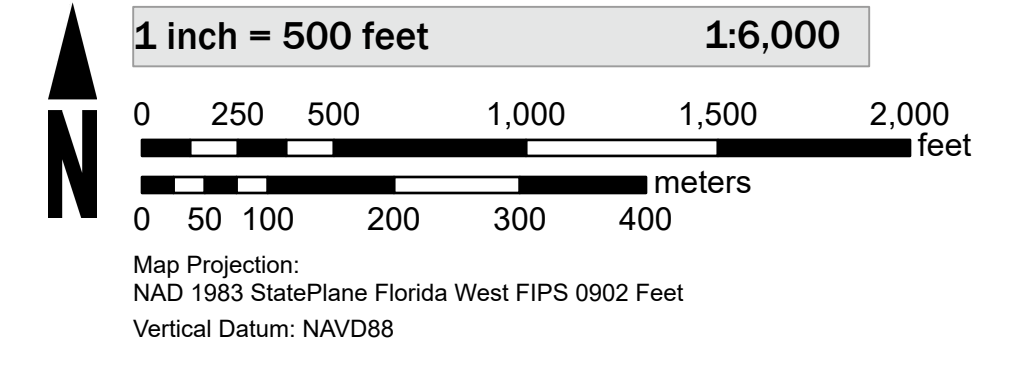 1 inch = 500 feet 1:6,000
0 250 500 1,000 1,500 2,000
feet
meters
0 50 100 200 300 400
N
Map Projection:
NAD 1983 StatePlane Florida West FIPS 0902 Feet
Vertical Datum: NAVD88